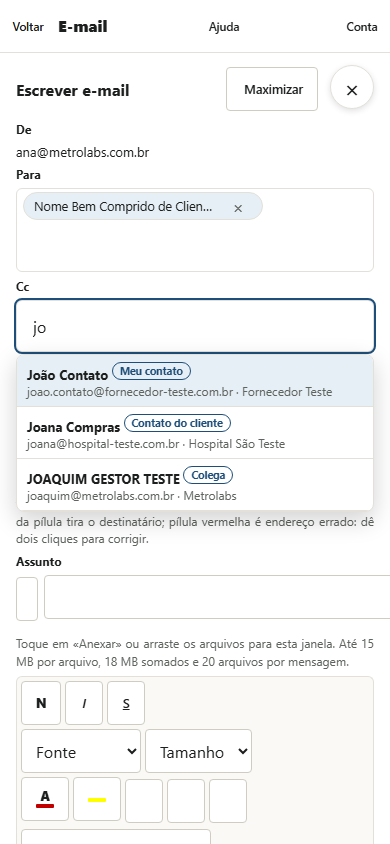 Voltar E-mail Ajuda Conta
Escrever e-mail Maximizar ×
De
ana@metrolabs.com.br
Para
Nome Bem Comprido de Clien... ×
Cc
jo
João Contato Meu contato
joao.contato@fornecedor-teste.com.br · Fornecedor Teste
Joana Compras Contato do cliente
joana@hospital-teste.com.br · Hospital São Teste
JOAQUIM GESTOR TESTE Colega
joaquim@metrolabs.com.br · Metrolabs
da pílula tira o destinatário; pílula vermelha é endereço errado: dê
dois cliques para corrigir.
Assunto
Toque em «Anexar» ou arraste os arquivos para esta janela. Até 15
MB por arquivo, 18 MB somados e 20 arquivos por mensagem.
N I S
Fonte Tamanho
A